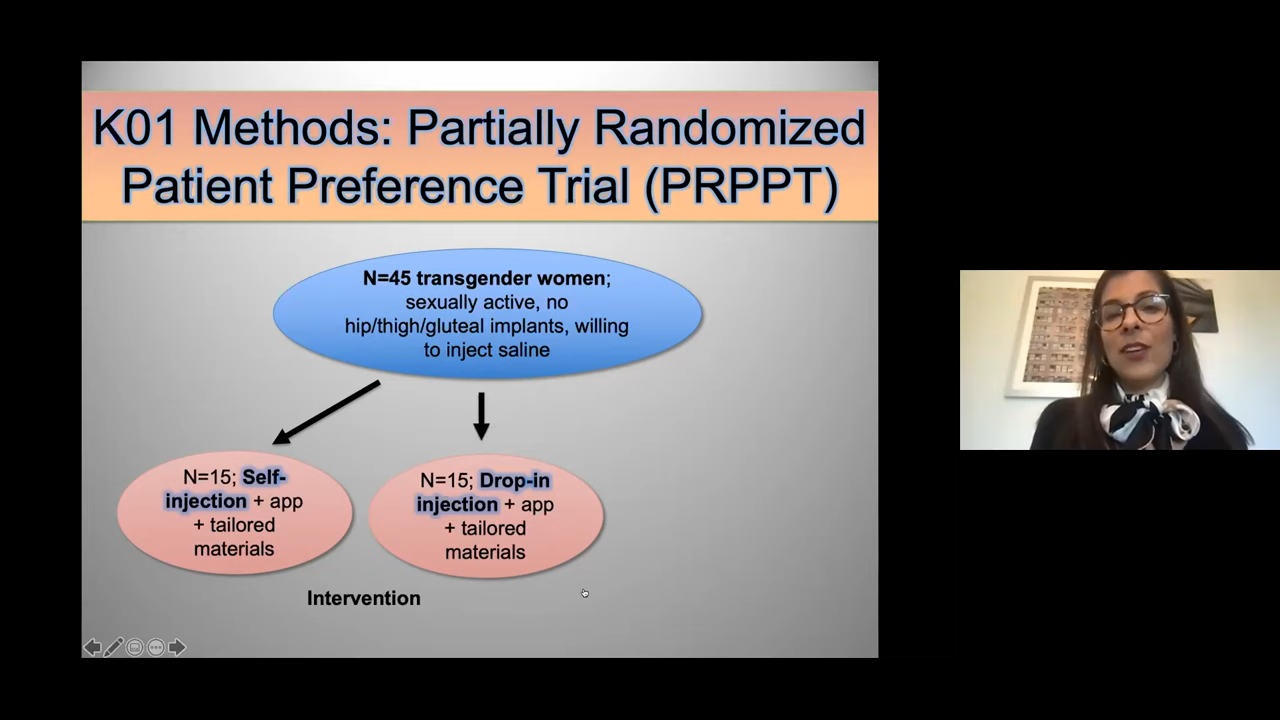 K01 Methods: Partially Randomized
Patient Preference Trial (PRPPT)
N=45 transgender women;
sexually active, no
hip/thigh/gluteal implants, willing
to inject saline
N=15; Self-
injection + app
+ tailored
materials
N=15; Drop-in
injection + app
+ tailored
materials
Intervention